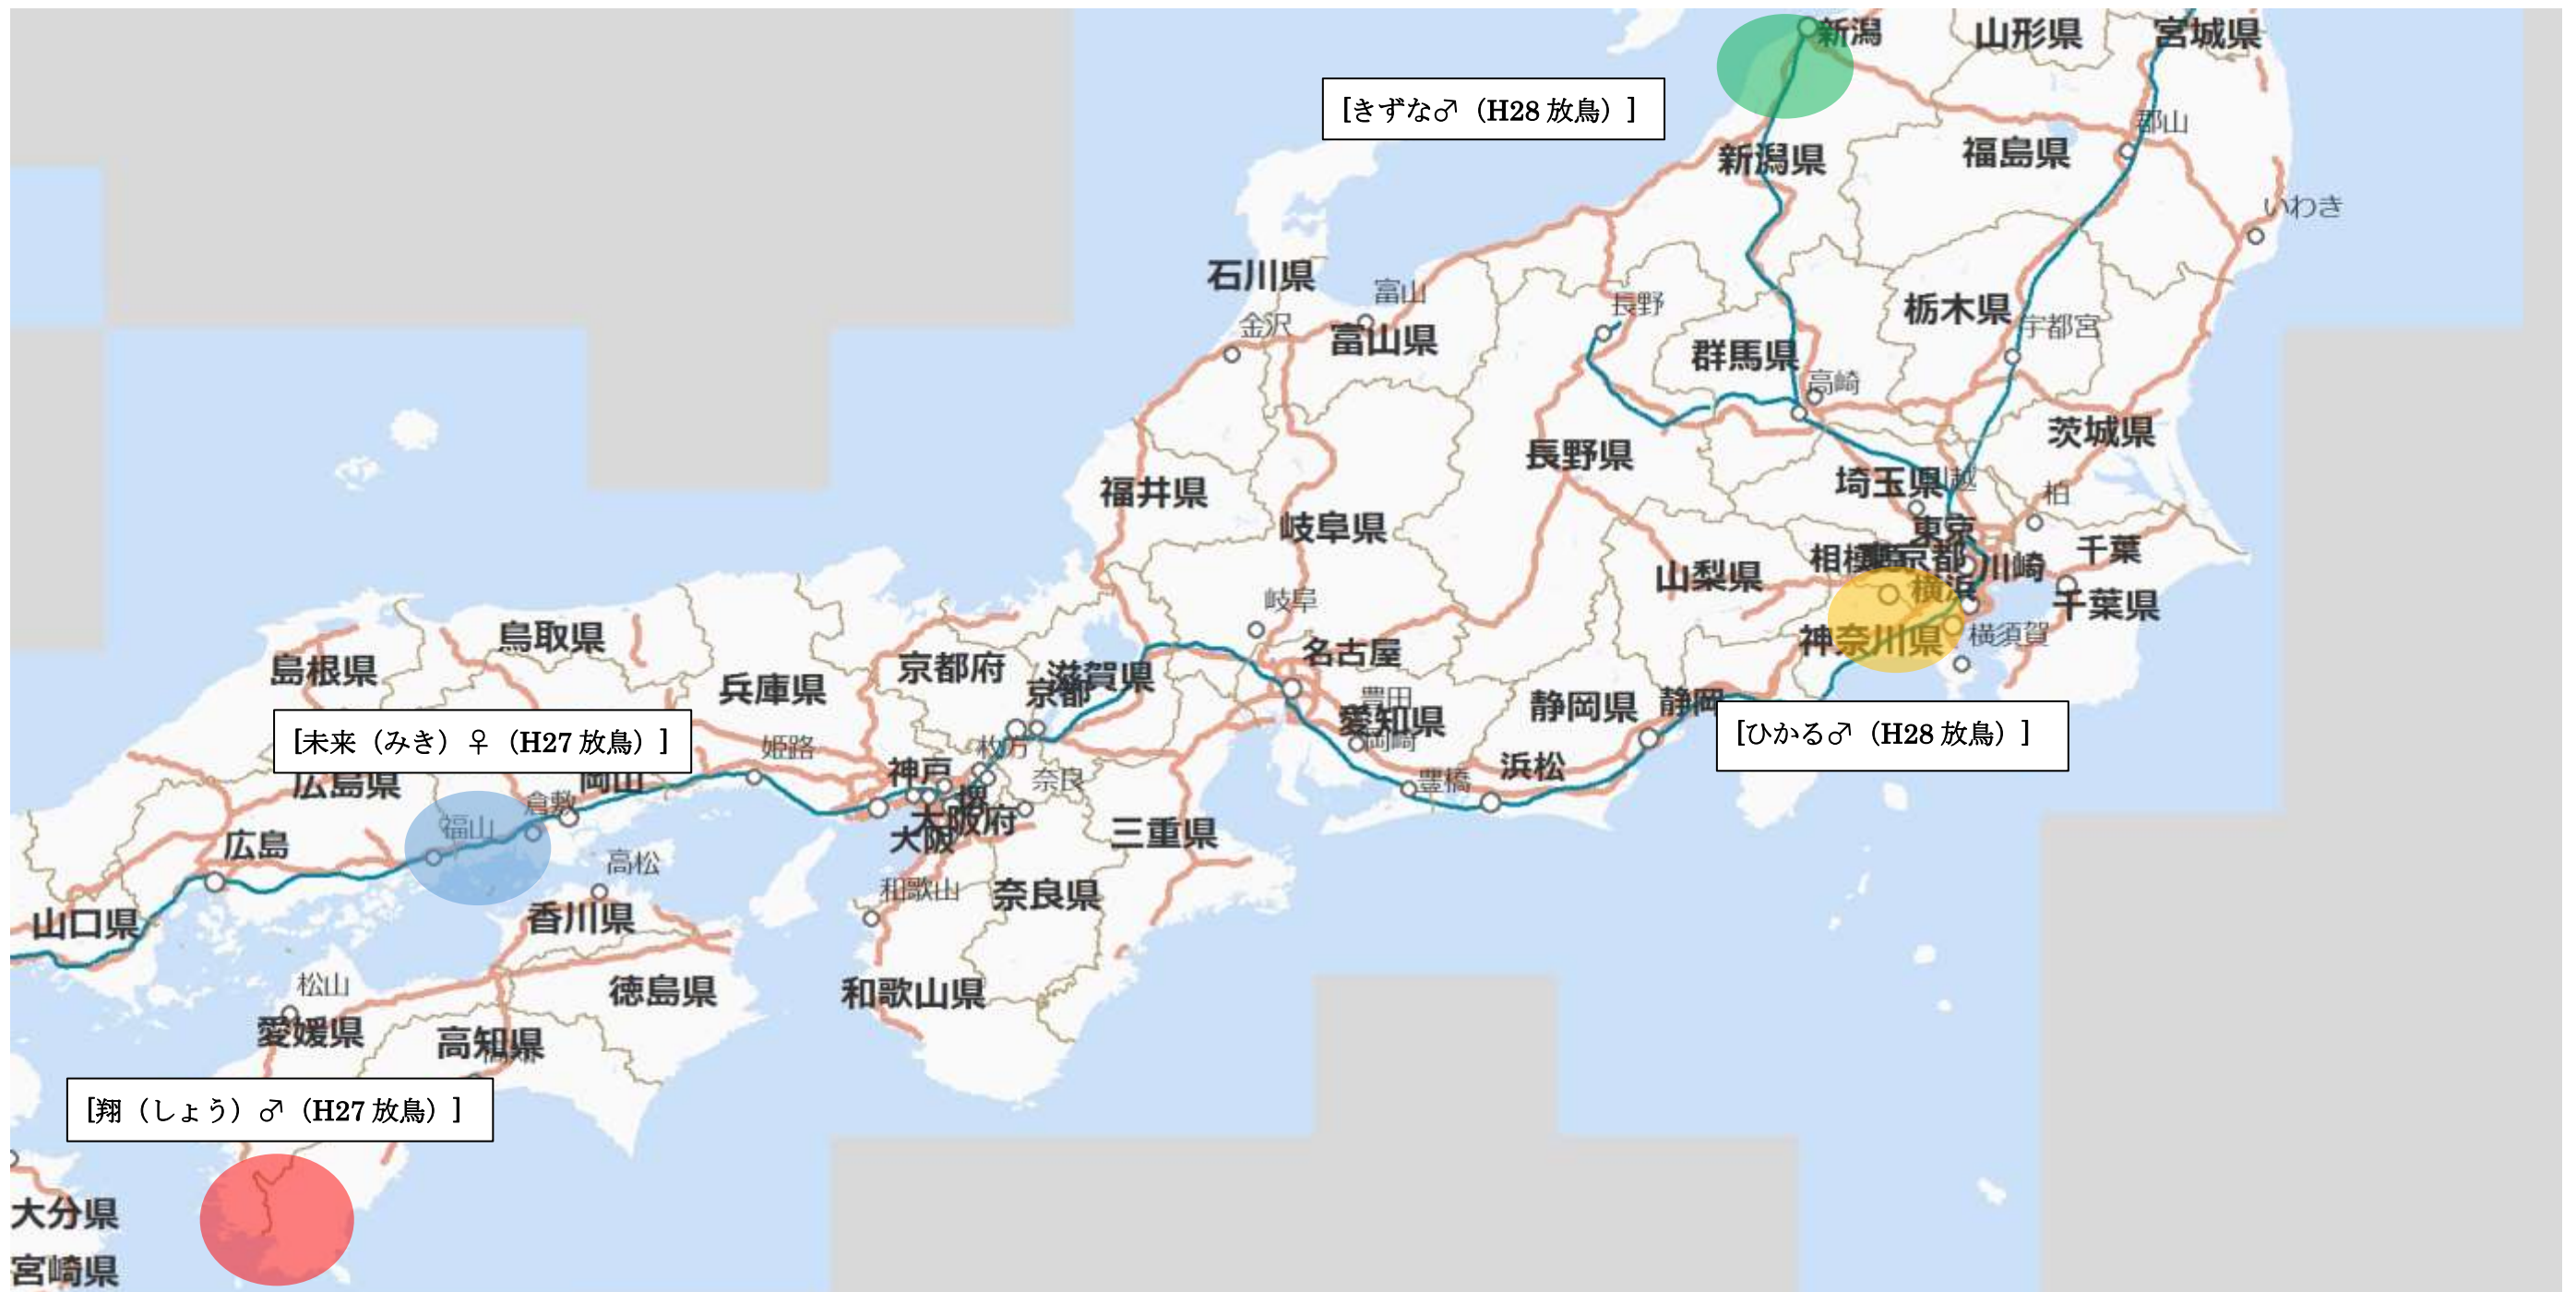 新潟
山形県
宮城県
[きずな♂（H28 放鳥）]
郡山
新潟県
福島県
いわき
石川県
富山
長野
栃木県
金沢
富山県
群馬県
宇都宮
高崎
茨城県
長野県
福井県
埼玉県
柏
岐阜県
東京
千葉
東京都
川崎
山梨県
横浜
岐阜
千葉県
鳥取県
神奈川県
横須賀
島根県
京都府
名古屋
兵庫県
滋賀県
京都
豊田
静岡県
静岡
愛知県
[未来（みき）♀（H27 放鳥）]
姫路
枚方
岡崎
[ひかる♂（H28 放鳥）]
広島県
岡山
神戸
奈良
豊橋
浜松
倉敷
堺
福山
大阪府
三重県
広島
大阪
高松
和歌山
奈良県
香川県
山口県
松山
徳島県
和歌山県
愛媛県
高知県
[翔（しょう）♂（H27 放鳥）]
大分県
宮崎県